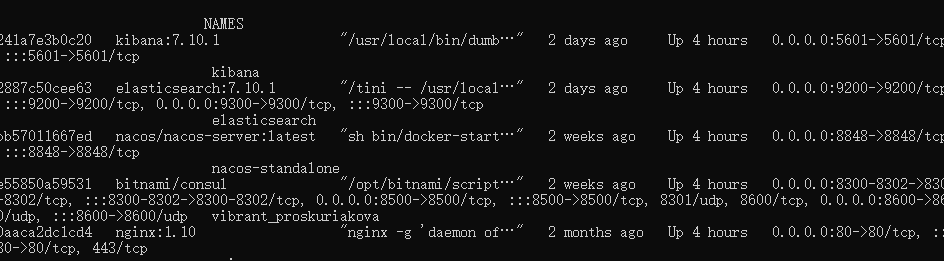 NAMES
241a7e3b0c20 kibana:7.10.1 "/usr/local/bin/dumb…" 2 days ago Up 4 hours 0.0.0.0:5601->5601/tcp
:::5601->5601/tcp
kibana
2887c50cee63 elasticsearch:7.10.1 "/tini -- /usr/local…" 2 days ago Up 4 hours 0.0.0.0:9200->9200/tcp
:::9200->9200/tcp, 0.0.0.0:9300->9300/tcp, :::9300->9300/tcp
elasticsearch
bb57011667ed nacos/nacos-server:latest "sh bin/docker-start…" 2 weeks ago Up 4 hours 0.0.0.0:8848->8848/tcp
:::8848->8848/tcp
nacos-standalone
e55850a59531 bitnami/consul "/opt/bitnami/script…" 2 weeks ago Up 4 hours 0.0.0.0:8300-8302->830
-8302/tcp, :::8300-8302->8300-8302/tcp, 0.0.0.0:8500->8500/tcp, :::8500->8500/tcp, 8301/udp, 8600/tcp, 0.0.0.0:8600->86
0/udp, :::8600->8600/udp vibrant_proskuriakova
0aaca2dc1cd4 nginx:1.10 "nginx -g 'daemon of…" 2 months ago Up 4 hours 0.0.0.0:80->80/tcp, ::
80->80/tcp, 443/tcp